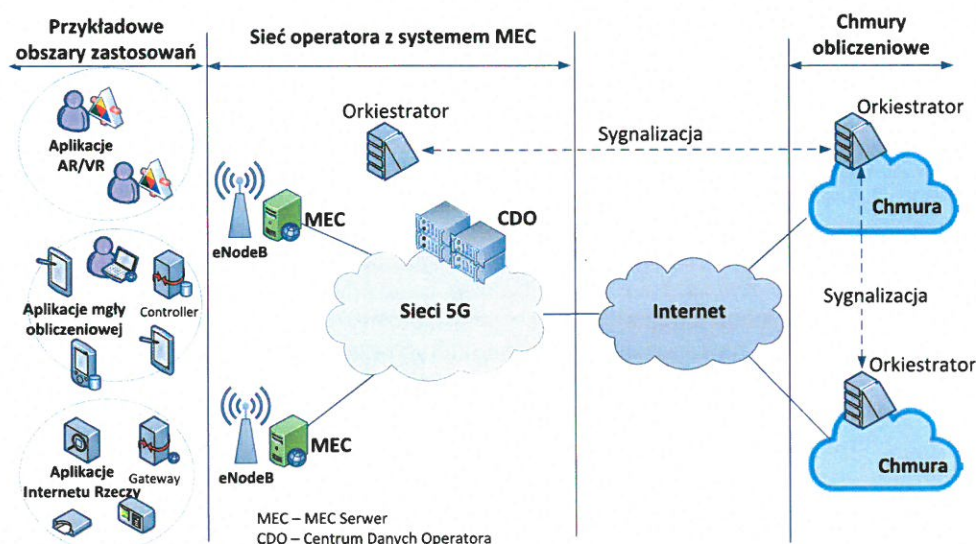 Przykładowe
obszary zastosowań
Sieć operatora z systemem MEC
Chmury
obliczeniowe
Aplikacje
AR/VR
Orkiestrator
Sygnalizacja
Orkiestrator
Chmura
eNodeB
MEC
CDO
Aplikacje mgły
obliczeniowej
Controller
Sieci 5G
Internet
Sygnalizacja
Orkiestrator
Chmura
Aplikacje
Internetu Rzeczy
Gateway
eNodeB
MEC
MEC – MEC Serwer
CDO – Centrum Danych Operatora